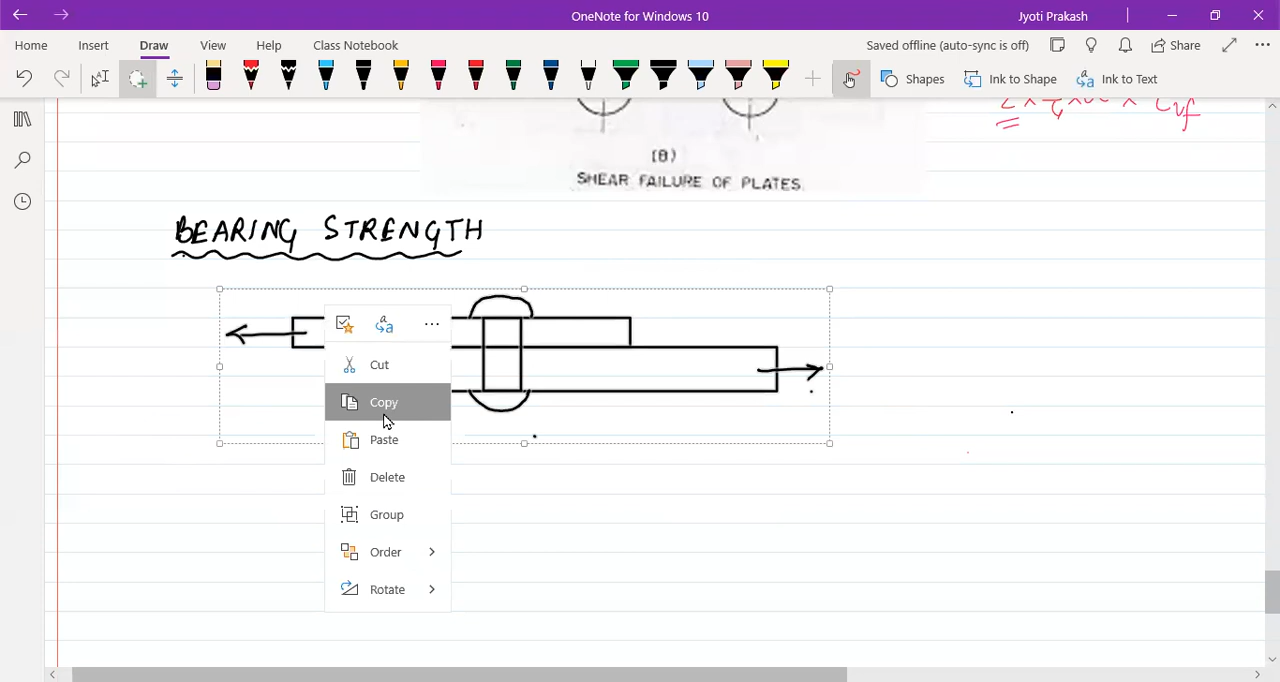 OneNote for Windows 10
Jyoti Prakash
Home Insert Draw View Help Class Notebook
Saved offline (auto-sync is off)
Share
Shapes
Ink to Shape
Ink to Text
(B)
SHEAR FAILURE OF PLATES
BEARING STRENGTH
Cut
Copy
Paste
Delete
Group
Order
Rotate